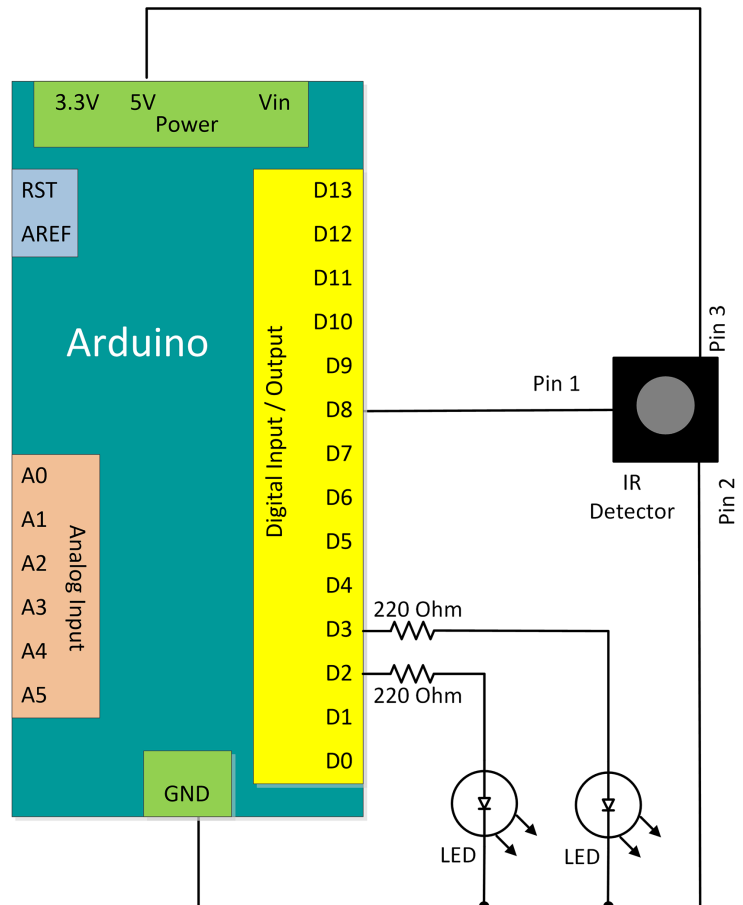 3.3V 5V Vin
Power
RST
AREF
Arduino
A0
A1
A2
A3
A4
A5
Analog Input
Digital Input / Output
D13
D12
D11
D10
D9
D8
D7
D6
D5
D4
D3
D2
D1
D0
GND
Pin 3
Pin 1
IR
Detector
Pin 2
220 Ohm
220 Ohm
LED
LED